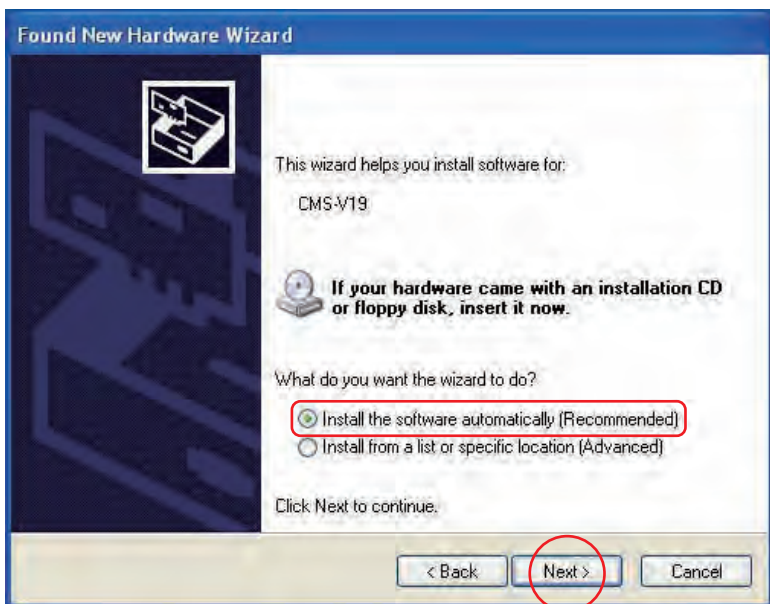 Found New Hardware Wizard
This wizard helps you install software for:
CMS-V19
If your hardware came with an installation CD
or floppy disk, insert it now.
What do you want the wizard to do?
Install the software automatically (Recommended)
Install from a list or specific location (Advanced)
Click Next to continue.
< Back Next > Cancel